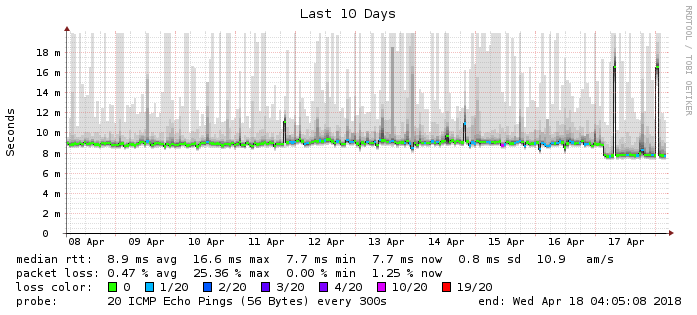 Last 10 Days
RRDTOOL / TOBI OETIKER
Seconds
18 m
16 m
14 m
12 m
10 m
8 m
6 m
4 m
2 m
0
08 Apr 09 Apr 10 Apr 11 Apr 12 Apr 13 Apr 14 Apr 15 Apr 16 Apr 17 Apr
median rtt: 8.9 ms avg 16.6 ms max 7.7 ms min 7.7 ms now 0.8 ms sd 10.9 am/s
packet loss: 0.47 % avg 25.36 % max 0.00 % min 1.25 % now
loss color: 0 1/20 2/20 3/20 4/20 10/20 19/20
probe: 20 ICMP Echo Pings (56 Bytes) every 300s end: Wed Apr 18 04:05:08 2018